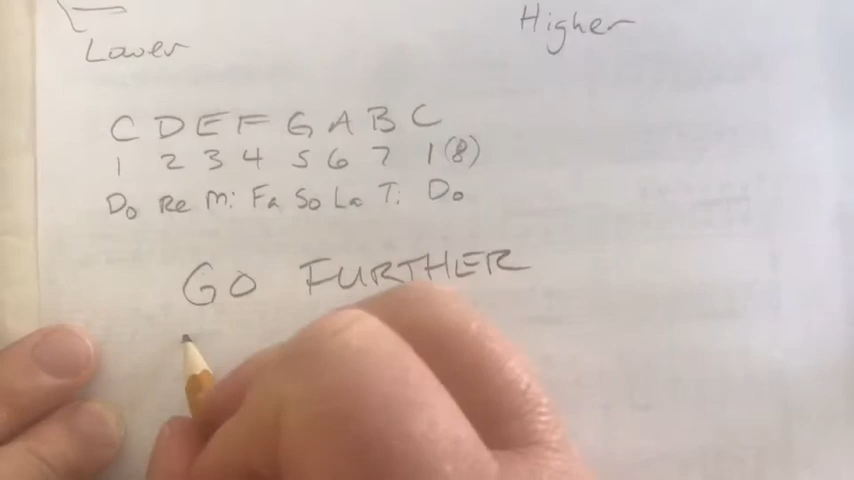 Lower Higher
C D E F G A B C
1 2 3 4 5 6 7 1(8)
Do Re Mi Fa So La Ti Do
GO FURTHER